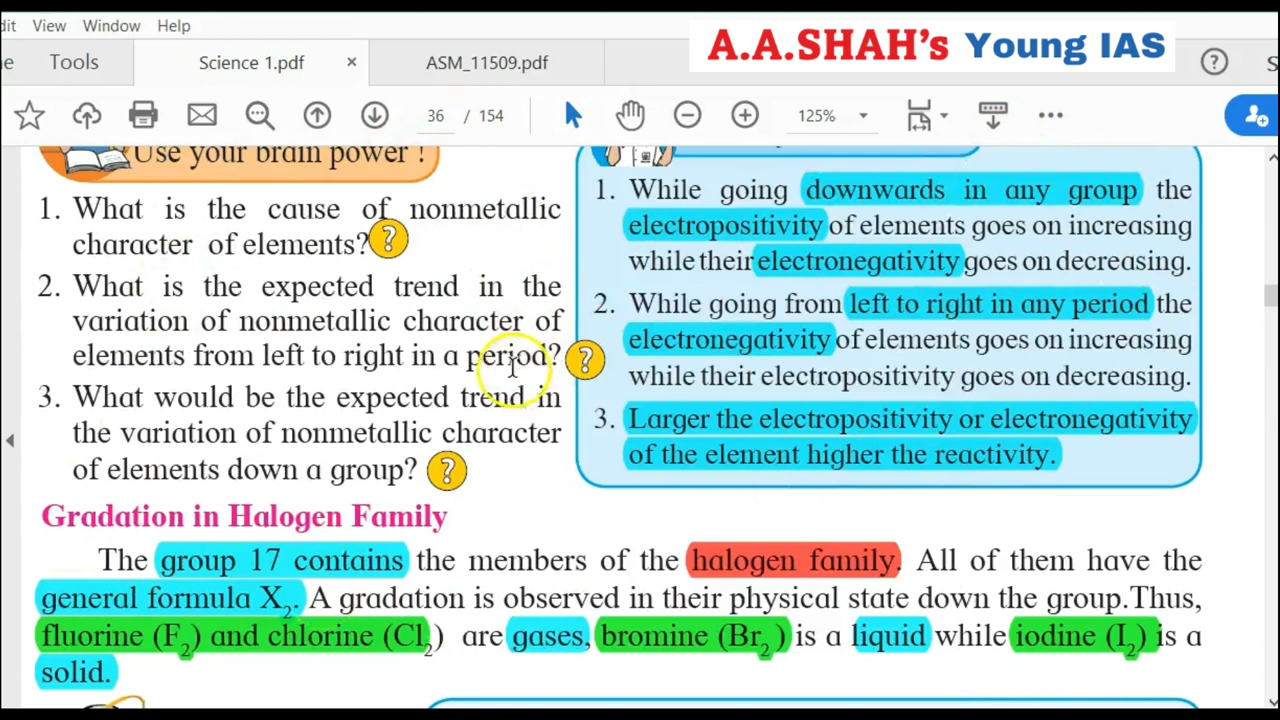 dit View Window Help
A.A.SHAH's Young IAS
Tools Science 1.pdf × ASM_11509.pdf
36 / 154 125%
Use your brain power !
1. What is the cause of nonmetallic
character of elements?
2. What is the expected trend in the
variation of nonmetallic character of
elements from left to right in a period?
3. What would be the expected trend in
the variation of nonmetallic character
of elements down a group?
1. While going downwards in any group the
electropositivity of elements goes on increasing
while their electronegativity goes on decreasing.
2. While going from left to right in any period the
electronegativity of elements goes on increasing
while their electropositivity goes on decreasing.
3. Larger the electropositivity or electronegativity
of the element higher the reactivity.
Gradation in Halogen Family
The group 17 contains the members of the halogen family. All of them have the
general formula X₂. A gradation is observed in their physical state down the group.Thus,
fluorine (F₂) and chlorine (Cl₂) are gases, bromine (Br₂) is a liquid while iodine (I₂) is a
solid.